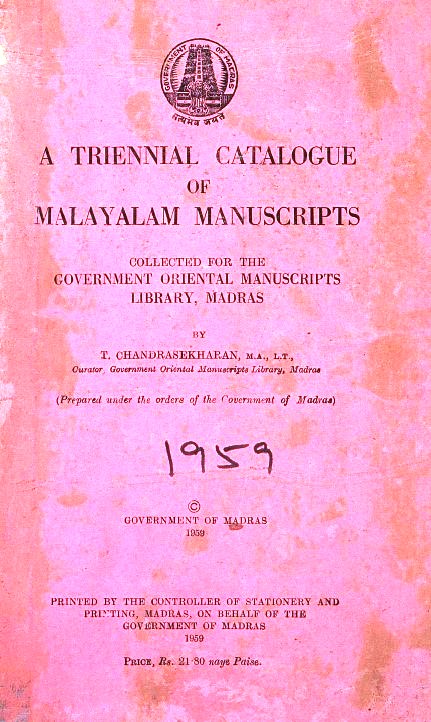 GOVERNMENT OF MADRAS
सत्यमेव जयते
A TRIENNIAL CATALOGUE
OF
MALAYALAM MANUSCRIPTS
COLLECTED FOR THE
GOVERNMENT ORIENTAL MANUSCRIPTS
LIBRARY, MADRAS
BY
T. CHANDRASEKHARAN, M.A., L.T.,
Curator, Government Oriental Manuscripts Library, Madras
(Prepared under the orders of the Government of Madras)
1959
©
GOVERNMENT OF MADRAS
1959
PRINTED BY THE CONTROLLER OF STATIONERY AND
PRINTING, MADRAS, ON BEHALF OF THE
GOVERNMENT OF MADRAS
1959
PRICE, Rs. 21·80 naye Paise.